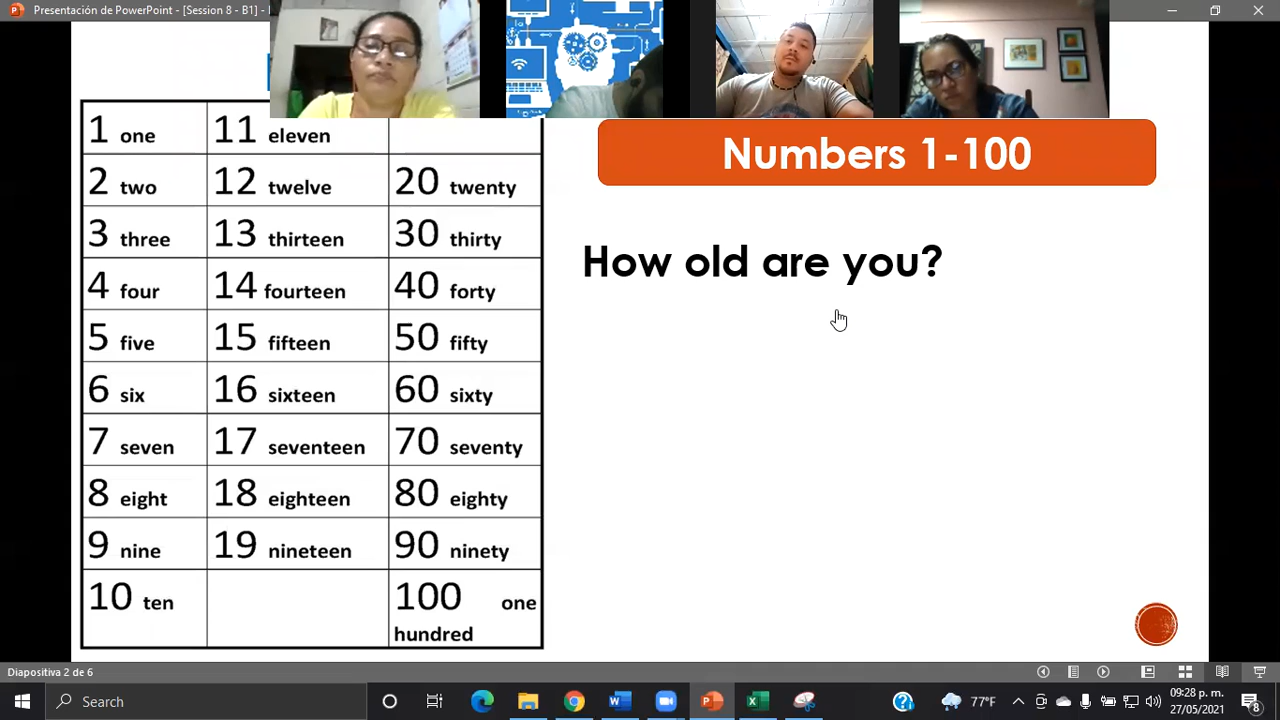 Presentación de PowerPoint - [Session 8 - B1] -
Numbers 1-100
How old are you?
1 one 11 eleven
2 two 12 twelve 20 twenty
3 three 13 thirteen 30 thirty
4 four 14 fourteen 40 forty
5 five 15 fifteen 50 fifty
6 six 16 sixteen 60 sixty
7 seven 17 seventeen 70 seventy
8 eight 18 eighteen 80 eighty
9 nine 19 nineteen 90 ninety
10 ten 100 one
hundred
Diapositiva 2 de 6
Search
77°F
09:28 p. m.
27/05/2021
8